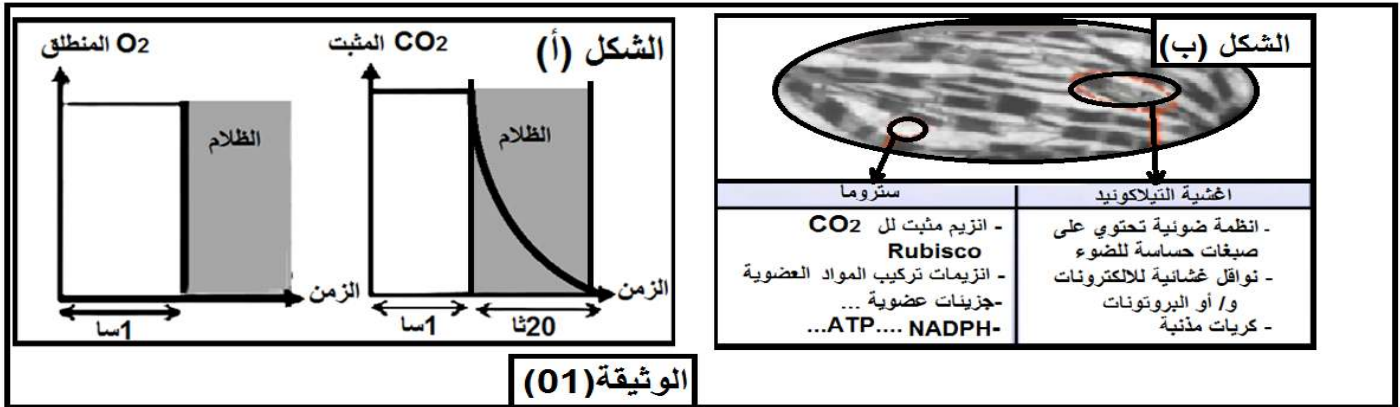 الشكل (ب)
اغشية التيلاكونيد
ستروما
- انظمة ضوئية تحتوي على
صبغات حساسة للضوء
- نواقل غشائية للالكترونات
و/ أو البروتونات
- كريات مذنبة
- انزيم مثبت لل CO2
Rubisco
- انزيمات تركيب المواد العضوية
-جزيئات عضوية ...
-NADPH ....ATP...
الشكل (أ)
CO2 المثبت
الظلام
الزمن
1سا
20ثا
O2 المنطلق
الظلام
الزمن
1سا
الوثيقة(01)